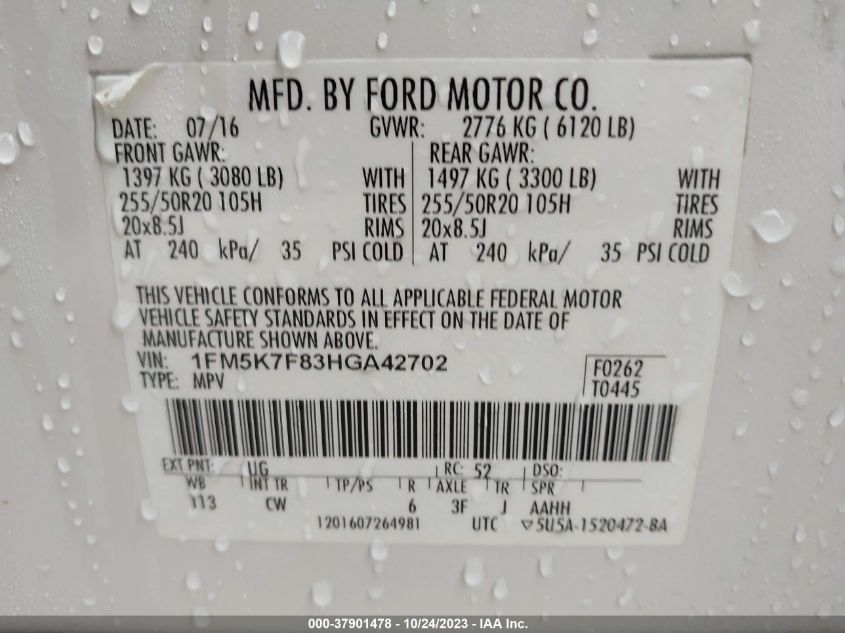 MFD. BY FORD MOTOR CO.
DATE: 07/16 GVWR: 2776 KG ( 6120 LB)
FRONT GAWR: REAR GAWR:
1397 KG ( 3080 LB) WITH 1497 KG ( 3300 LB) WITH
255/50R20 105H TIRES 255/50R20 105H TIRES
20x8.5J RIMS 20x8.5J RIMS
AT 240 kPa/ 35 PSI COLD AT 240 kPa/ 35 PSI COLD
THIS VEHICLE CONFORMS TO ALL APPLICABLE FEDERAL MOTOR
VEHICLE SAFETY STANDARDS IN EFFECT ON THE DATE OF
MANUFACTURE SHOWN ABOVE.
VIN: 1FM5K7F83HGA42702
TYPE: MPV
F0262
T0445
EXT PNT: UG RC: 52 DSO:
WB INT TR TP/PS R AXLE TR SPR
113 CW 6 3F J AAHH
1201607264981 UTC ▽5U5A-1520472-BA
000-37901478 - 10/24/2023 - IAA Inc.